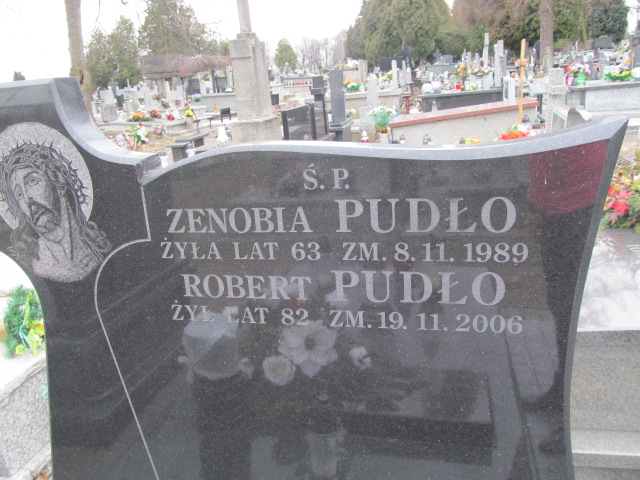 Ś. P.
ZENOBIA PUDŁO
ŻYŁA LAT 63 ZM. 8. 11. 1989
ROBERT PUDŁO
ŻYŁ LAT 82 ZM. 19. 11. 2006